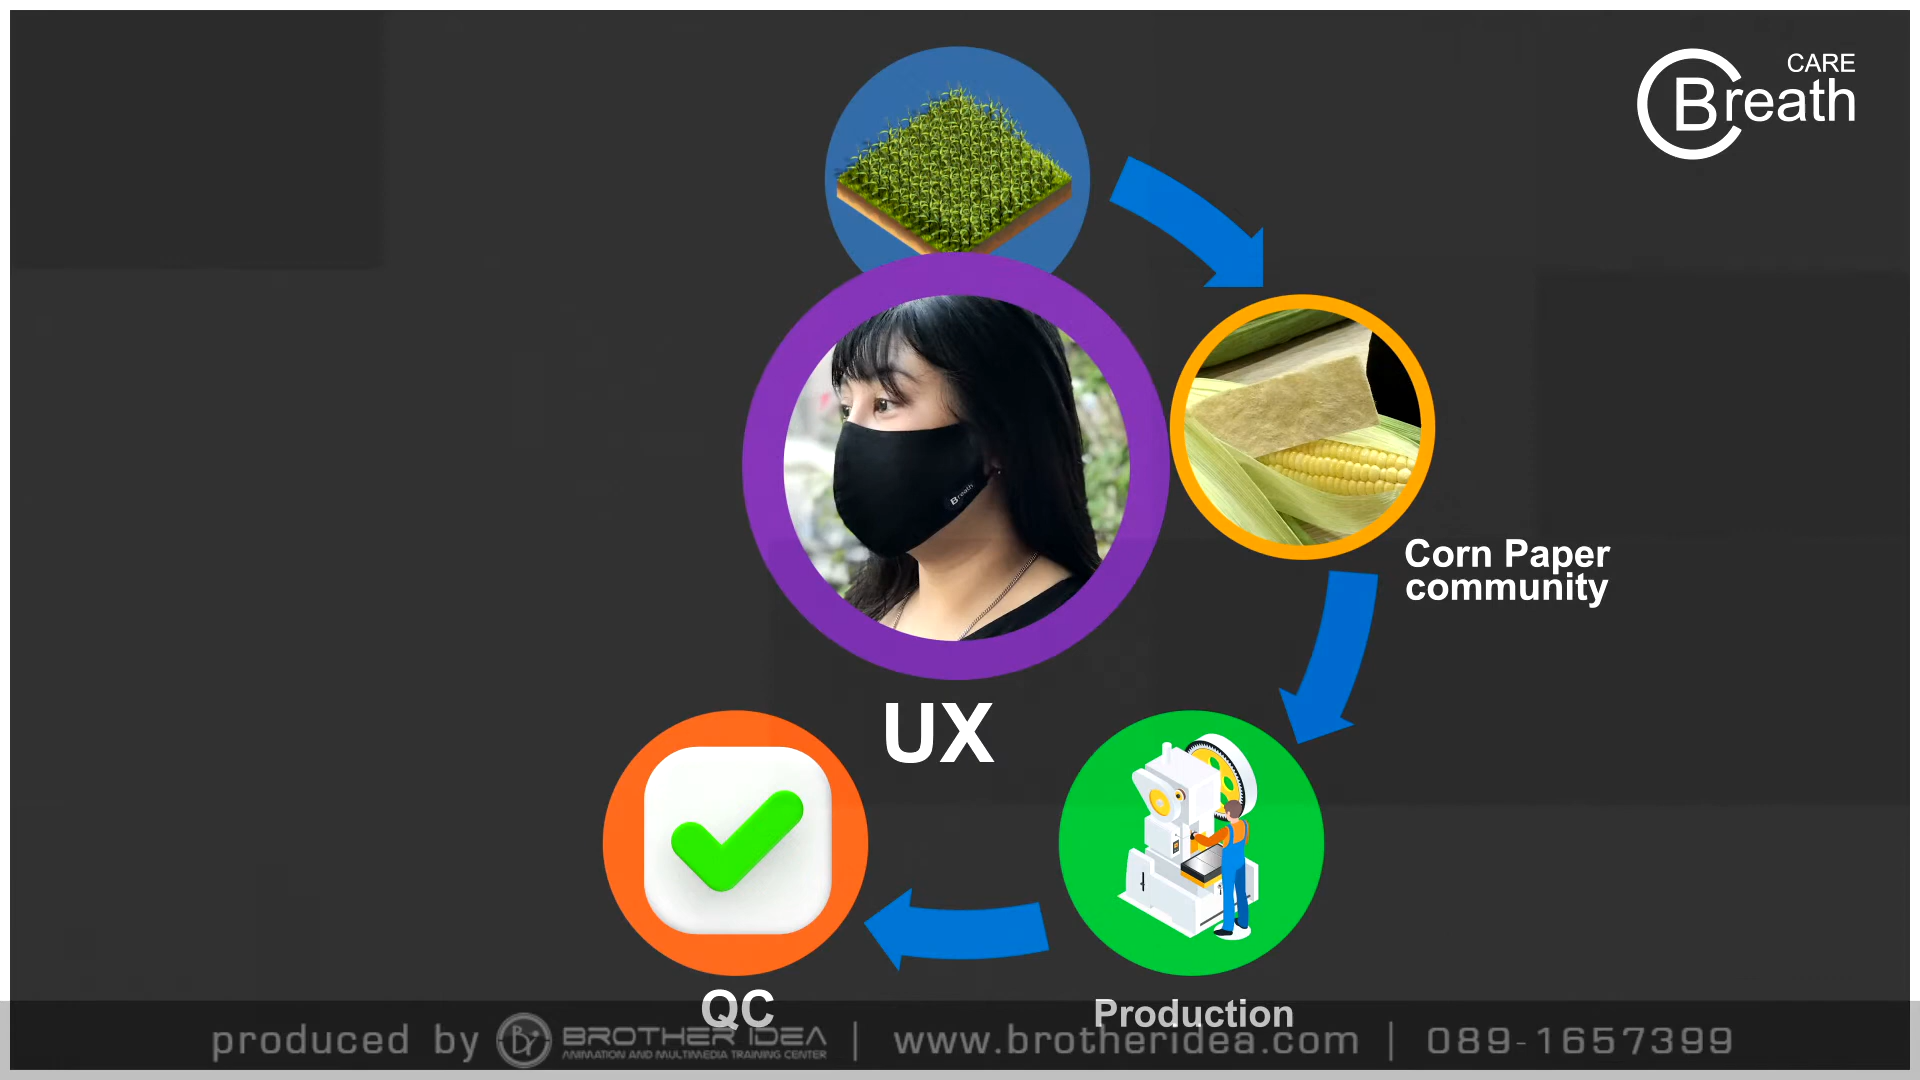 CARE
Breath
Breath
Corn Paper
community
UX
QC
Production
produced by BROTHER IDEA | www.brotheridea.com | 089-1657399
ANIMATION AND MULTIMEDIA TRAINING CENTER